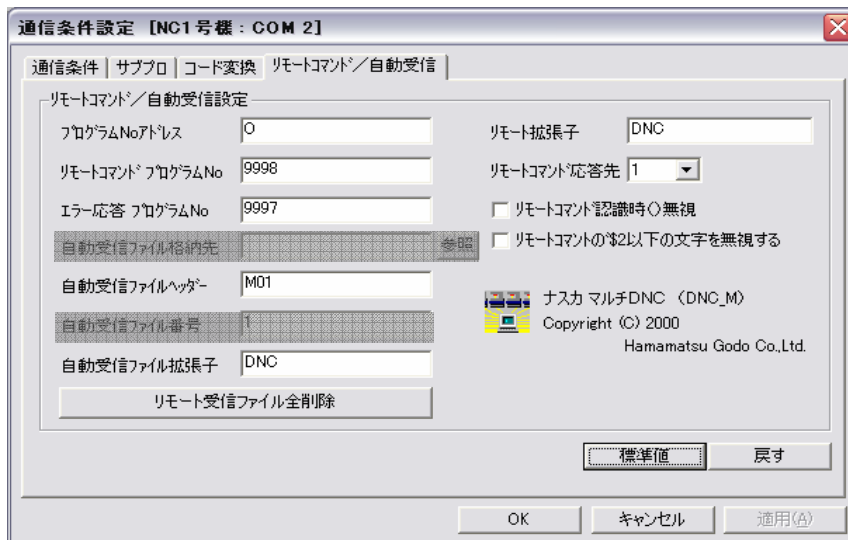 通信条件設定 [NC1号機:COM 2]
通信条件 サブプロ コード変換 リモートコマンド/自動受信
リモートコマンド/自動受信設定
プログラムNoアドレス O
リモートコマンド プログラムNo 9998
エラー応答 プログラムNo 9997
自動受信ファイル格納先 参照
自動受信ファイルヘッダー M01
自動受信ファイル番号 1
自動受信ファイル拡張子 DNC
リモート受信ファイル全削除
リモート拡張子 DNC
リモートコマンド応答先 1
リモートコマンド認識時()無視
リモートコマントの$2以下の文字を無視する
ナスカ マルチDNC (DNC_M)
Copyright (C) 2000
Hamamatsu Godo Co.,Ltd.
標準値 戻す
OK キャンセル 適用(A)